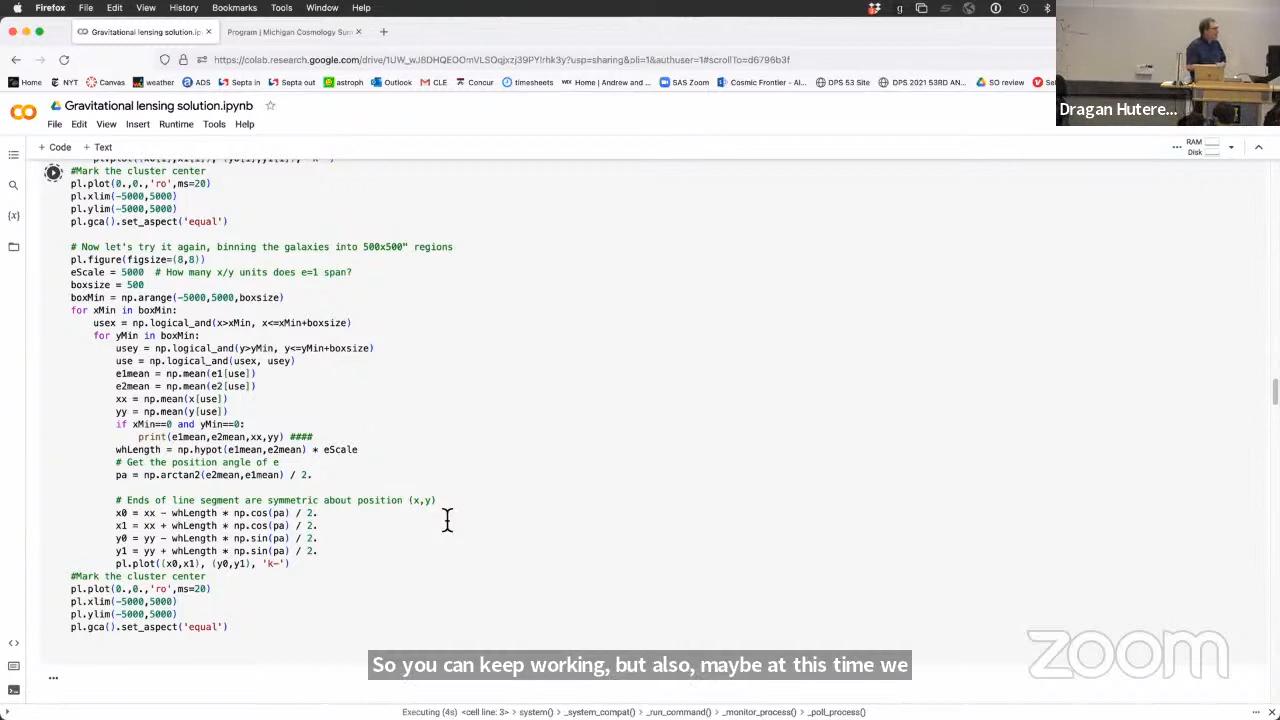 Firefox File Edit View History Bookmarks Tools Window Help
Gravitational lensing solution.ip
Program | Michigan Cosmology Sum
https://colab.research.google.com/drive/1UW_wJ8DHQEOOmVLSOqjxzj39PYIrhk3y?usp=sharing&pli=1&authuser=1#scrollTo=d6796b3f
Home NYT Canvas weather ADS Septa in Septa out astroph Outlook GLE Concur timesheets Home | Andrew and... SAS Zoom Cosmic Frontier - Al... DPS 53 Site DPS 2021 53RD AN... SO review
Dragan Hutere...
Gravitational lensing solution.ipynb
File Edit View Insert Runtime Tools Help
+ Code + Text
RAM
Disk
#Mark the cluster center
pl.plot(0.,0.,'ro',ms=20)
pl.xlim(-5000,5000)
pl.ylim(-5000,5000)
pl.gca().set_aspect('equal')
# Now let's try it again, binning the galaxies into 500x500" regions
pl.figure(figsize=(8,8))
eScale = 5000 # How many x/y units does e=1 span?
boxsize = 500
boxMin = np.arange(-5000,5000,boxsize)
for xMin in boxMin:
usex = np.logical_and(x>xMin, x<=xMin+boxsize)
for yMin in boxMin:
usey = np.logical_and(y>yMin, y<=yMin+boxsize)
use = np.logical_and(usex, usey)
e1mean = np.mean(e1[use])
e2mean = np.mean(e2[use])
xx = np.mean(x[use])
yy = np.mean(y[use])
if xMin==0 and yMin==0:
print(e1mean,e2mean,xx,yy) ####
whLength = np.hypot(e1mean,e2mean) * eScale
# Get the position angle of e
pa = np.arctan2(e2mean,e1mean) / 2.
# Ends of line segment are symmetric about position (x,y)
x0 = xx - whLength * np.cos(pa) / 2.
x1 = xx + whLength * np.cos(pa) / 2.
y0 = yy - whLength * np.sin(pa) / 2.
y1 = yy + whLength * np.sin(pa) / 2.
pl.plot((x0,x1), (y0,y1), 'k-')
#Mark the cluster center
pl.plot(0.,0.,'ro',ms=20)
pl.xlim(-5000,5000)
pl.ylim(-5000,5000)
pl.gca().set_aspect('equal')
So you can keep working, but also, maybe at this time we
zoom
Executing (4s) <cell line: 3> > system() > _system_compat() > _run_command() > _monitor_process() > _poll_process()